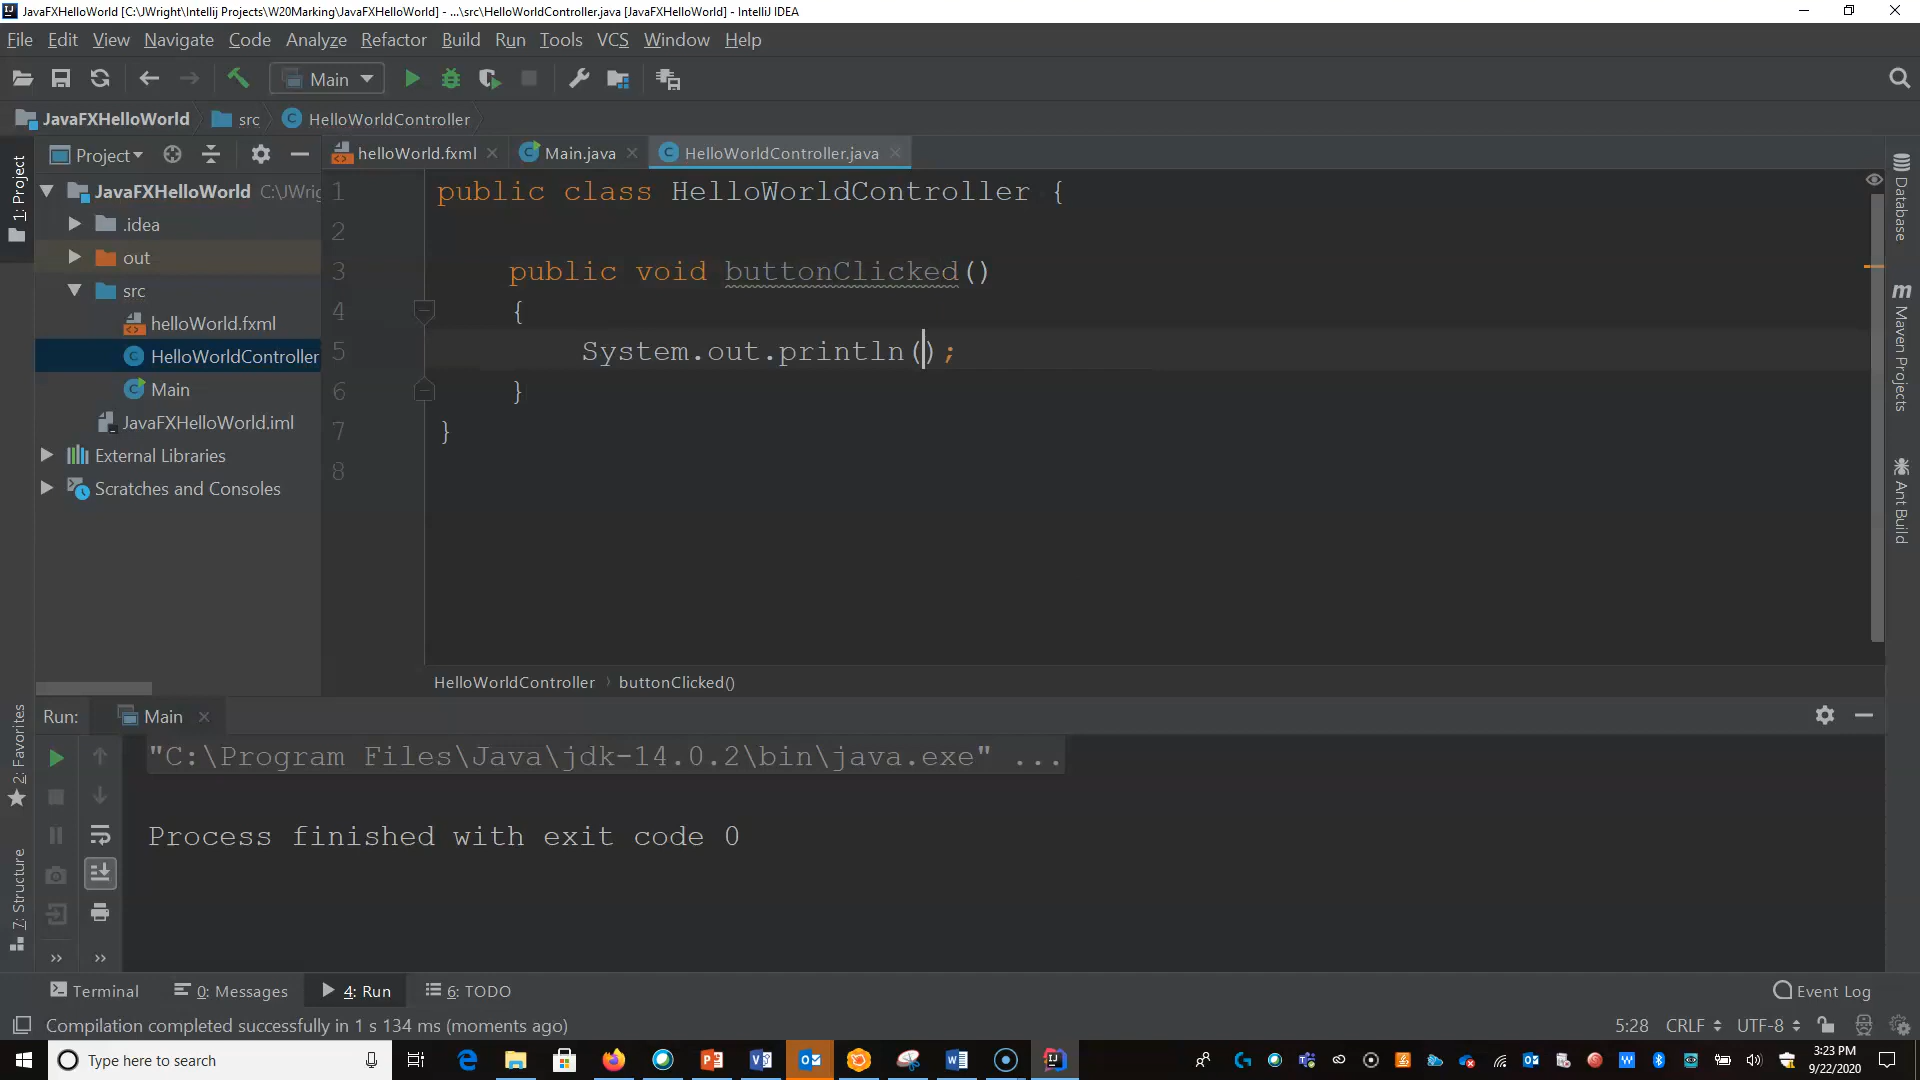 JavaFXHelloWorld [C:\JWright\Intellij Projects\W20Marking\JavaFXHelloWorld] - ...\src\HelloWorldController.java [JavaFXHelloWorld] - IntelliJ IDEA
File Edit View Navigate Code Analyze Refactor Build Run Tools VCS Window Help
Main
JavaFXHelloWorld src HelloWorldController
Project
helloWorld.fxml Main.java HelloWorldController.java
JavaFXHelloWorld C:\JWrig
.idea
out
src
helloWorld.fxml
HelloWorldController
Main
JavaFXHelloWorld.iml
External Libraries
Scratches and Consoles
1: Project
2: Favorites
7: Structure
1 public class HelloWorldController {
2
3 public void buttonClicked()
4 {
5 System.out.println();
6 }
7 }
8
Database
Maven Projects
Ant Build
HelloWorldController › buttonClicked()
Run: Main
"C:\Program Files\Java\jdk-14.0.2\bin\java.exe" ...
Process finished with exit code 0
Terminal 0: Messages 4: Run 6: TODO Event Log
Compilation completed successfully in 1 s 134 ms (moments ago) 5:28 CRLF UTF-8
Type here to search
3:23 PM
9/22/2020